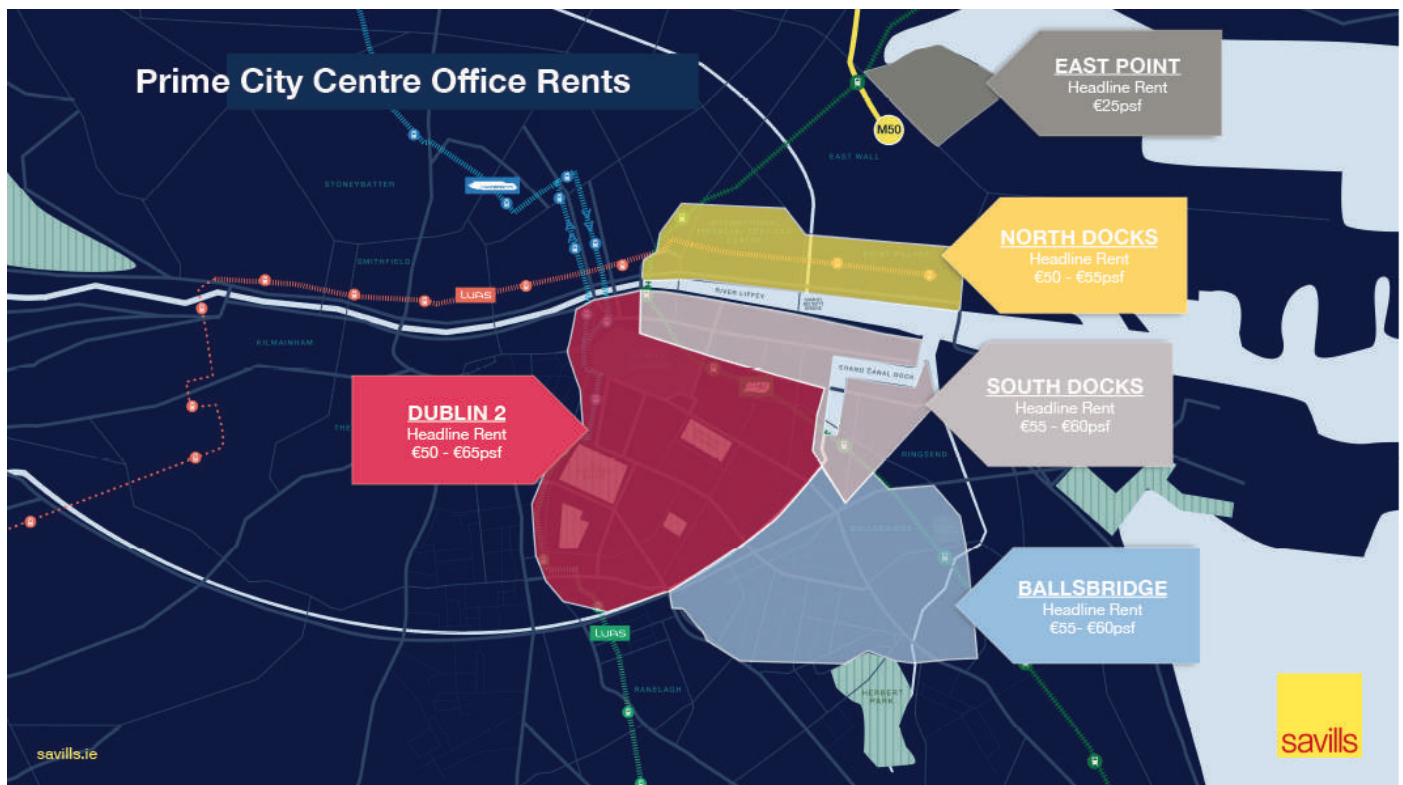 Prime City Centre Office Rents
EAST POINT
Headline Rent
€25psf
M50
EAST WALL
STONEYBATTER
NORTH DOCKS
Headline Rent
€50 - €55psf
SMITHFIELD
LUAS
RIVER LIFFEY
KILMAINHAM
GRAND CANAL DOCK
SOUTH DOCKS
Headline Rent
€55 - €60psf
DUBLIN 2
Headline Rent
€50 - €65psf
RINGSEND
BALLSBRIDGE
BALLSBRIDGE
Headline Rent
€55- €60psf
LUAS
RANELAGH
HERBERT
PARK
savills.ie
savills